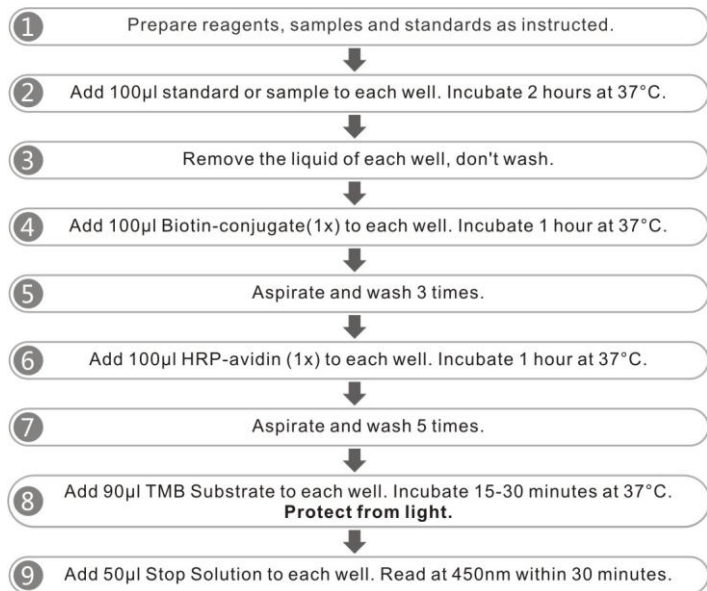 1 Prepare reagents, samples and standards as instructed.
2 Add 100μl standard or sample to each well. Incubate 2 hours at 37°C.
3 Remove the liquid of each well, don't wash.
4 Add 100μl Biotin-conjugate(1x) to each well. Incubate 1 hour at 37°C.
5 Aspirate and wash 3 times.
6 Add 100μl HRP-avidin (1x) to each well. Incubate 1 hour at 37°C.
7 Aspirate and wash 5 times.
8 Add 90μl TMB Substrate to each well. Incubate 15-30 minutes at 37°C.
Protect from light.
9 Add 50μl Stop Solution to each well. Read at 450nm within 30 minutes.